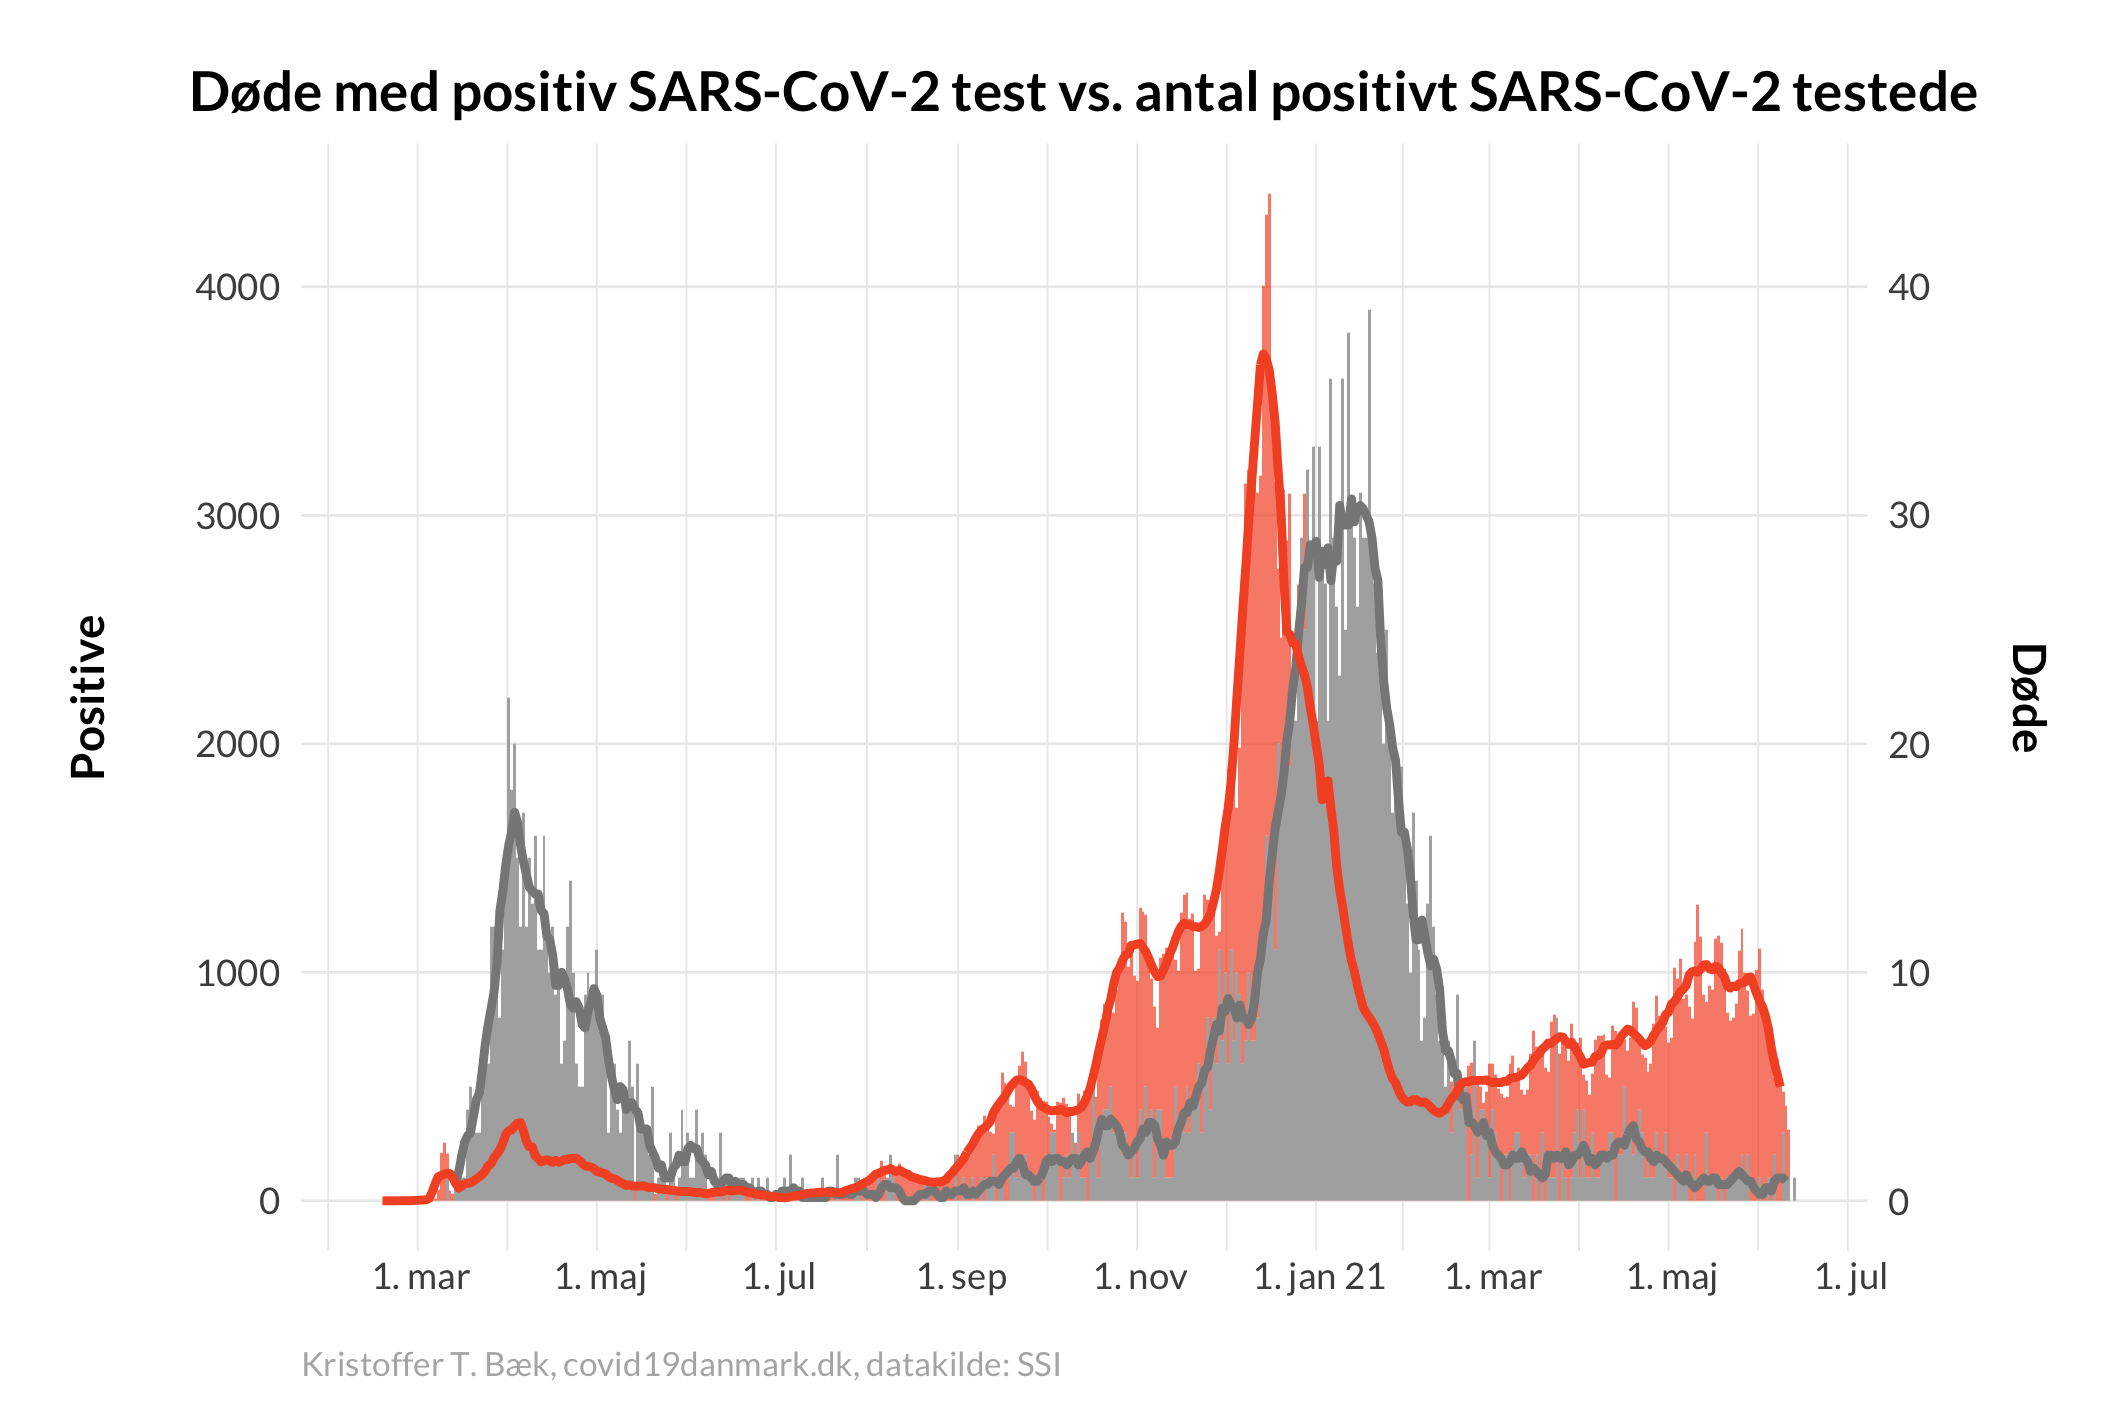 Døde med positiv SARS-CoV-2 test vs. antal positivt SARS-CoV-2 testede
Positive
4000
3000
2000
1000
0
40
30
20
10
0
Døde
1. mar
1. maj
1. jul
1. sep
1. nov
1. jan 21
1. mar
1. maj
1. jul
Kristoffer T. Bæk, covid19danmark.dk, datakilde: SSI